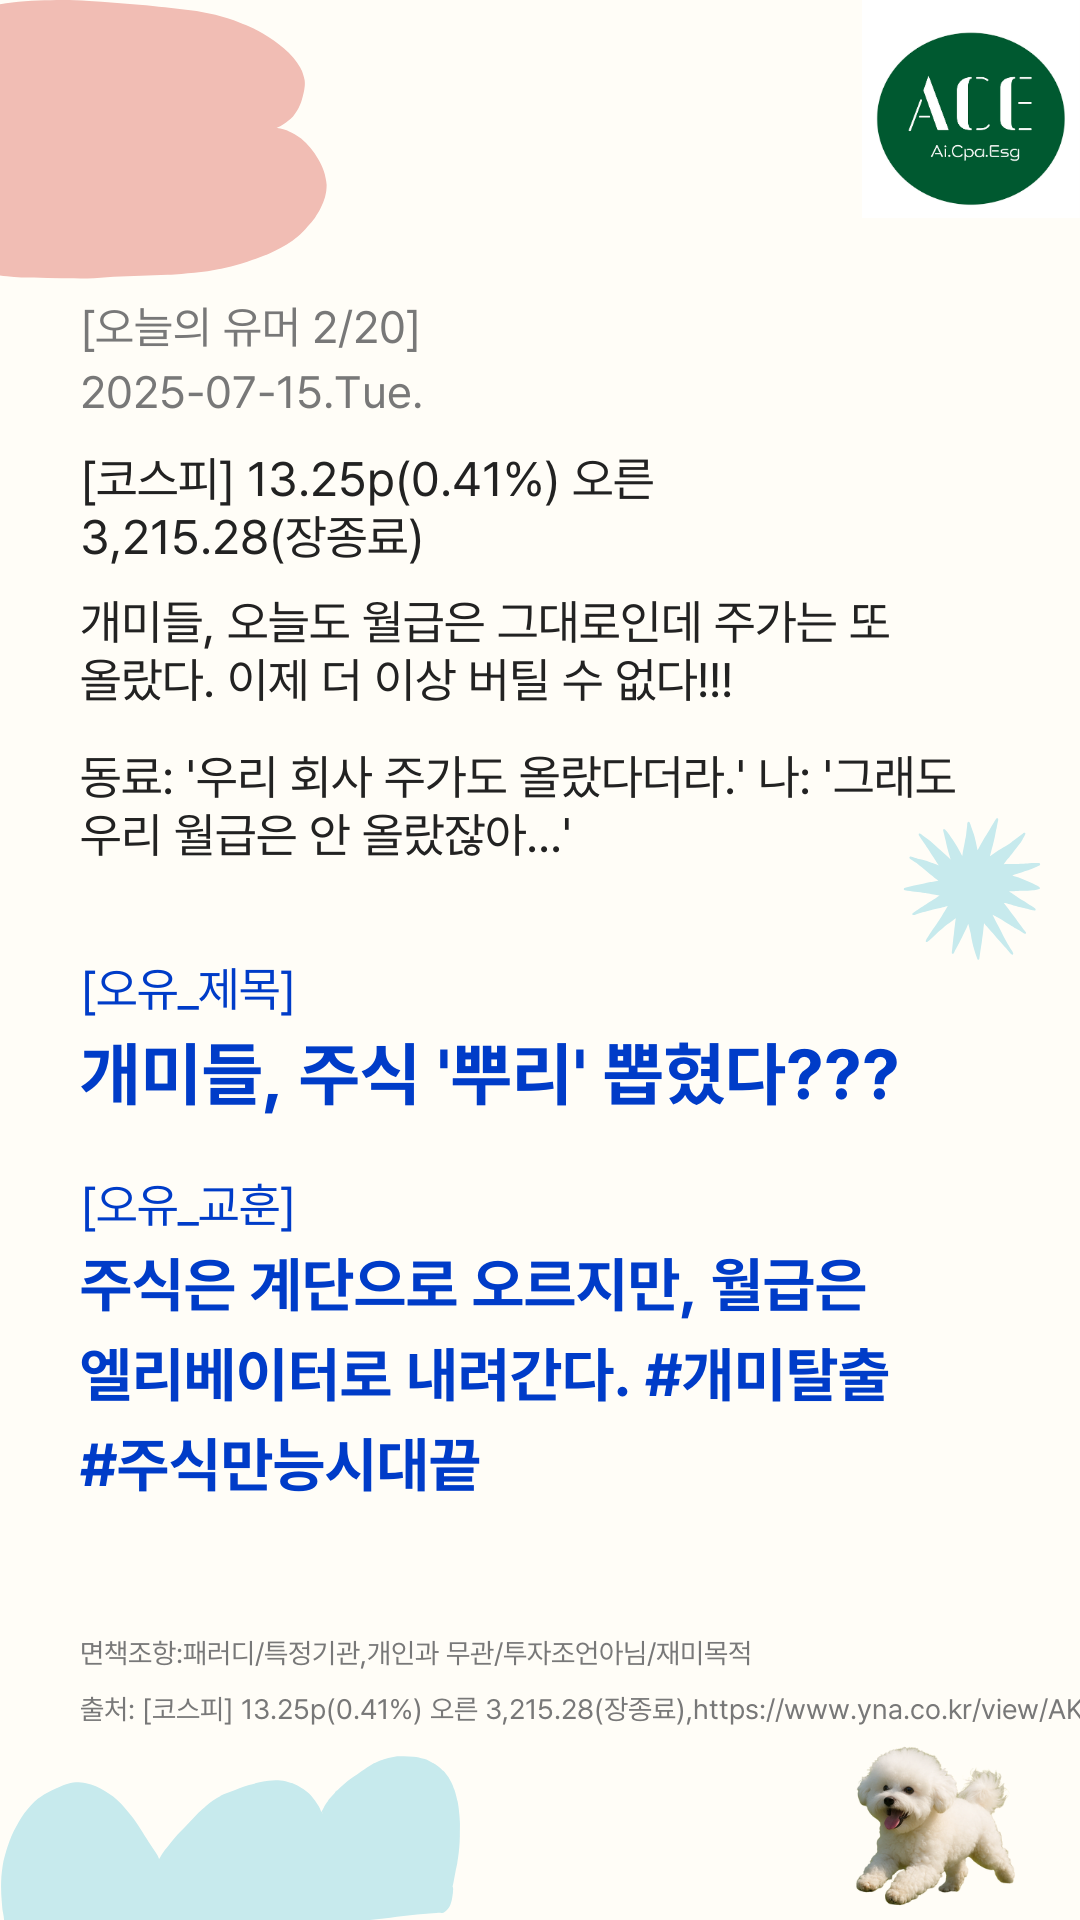 ACE
Ai.Cpa.Esg
[오늘의 유머 2/20]
2025-07-15.Tue.
[코스피] 13.25p(0.41%) 오른
3,215.28(장종료)
개미들, 오늘도 월급은 그대로인데 주가는 또
올랐다. 이제 더 이상 버틸 수 없다!!!
동료: '우리 회사 주가도 올랐다더라.' 나: '그래도
우리 월급은 안 올랐잖아...'
[오유_제목]
개미들, 주식 '뿌리' 뽑혔다???
[오유_교훈]
주식은 계단으로 오르지만, 월급은
엘리베이터로 내려간다. #개미탈출
#주식만능시대끝
면책조항:패러디/특정기관,개인과 무관/투자조언아님/재미목적
출처: [코스피] 13.25p(0.41%) 오른 3,215.28(장종료),https://www.yna.co.kr/view/AK